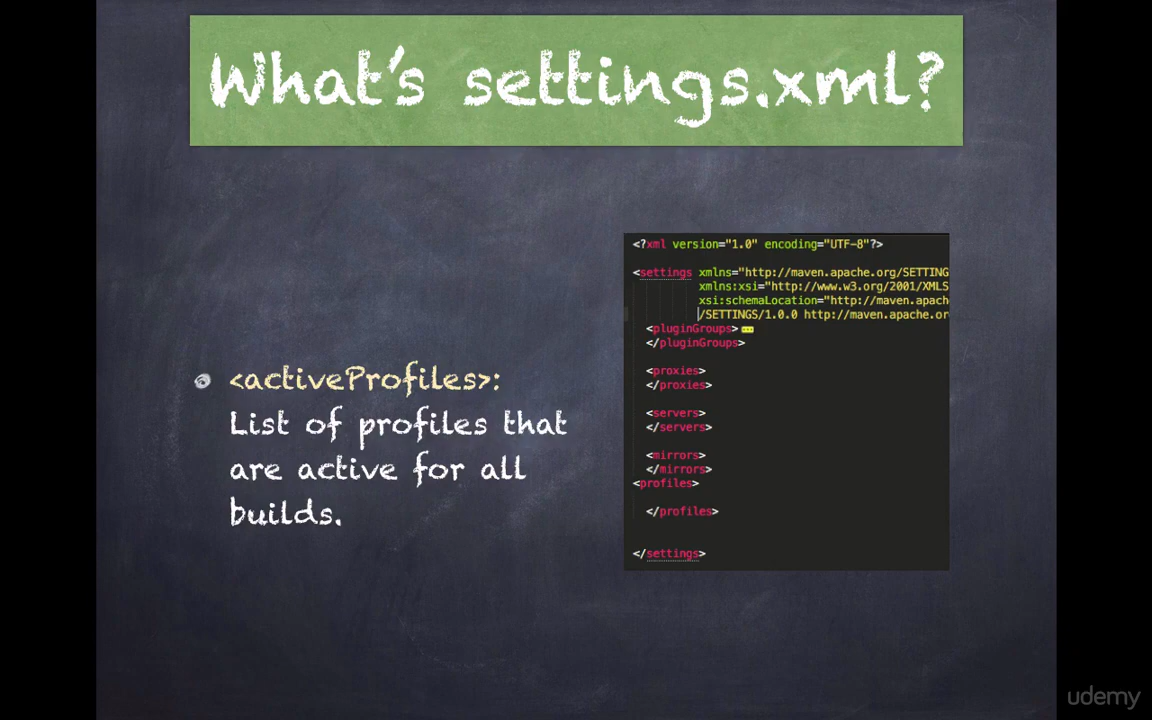 What's settings.xml?
<activeProfiles>:
List of profiles that
are active for all
builds.
<?xml version="1.0" encoding="UTF-8"?>
<settings xmlns="http://maven.apache.org/SETTING
xmlns:xsi="http://www.w3.org/2001/XMLS
xsi:schemaLocation="http://maven.apach
/SETTINGS/1.0.0 http://maven.apache.or
<pluginGroups>
</pluginGroups>
<proxies>
</proxies>
<servers>
</servers>
<mirrors>
</mirrors>
<profiles>
</profiles>
</settings>
udemy